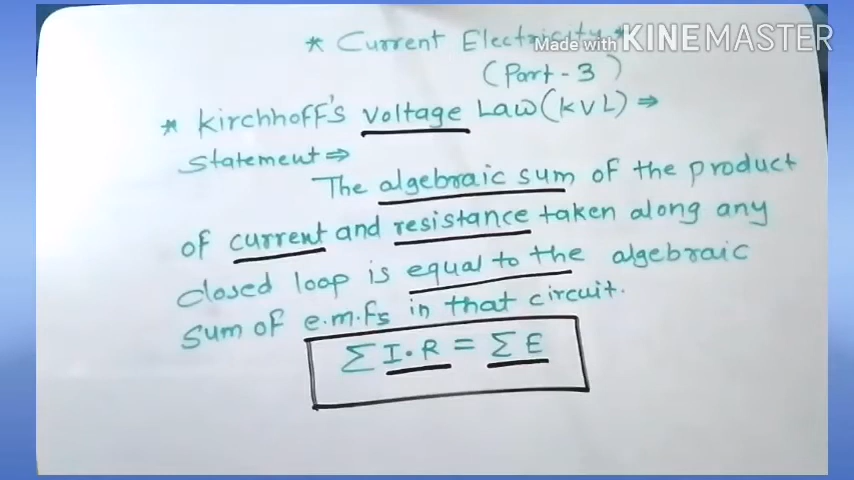 * Current Electricity *
Made with KINEMASTER
(Part-3)
* Kirchhoff's Voltage Law (KVL) ⇒
Statement ⇒
The algebraic sum of the product
of current and resistance taken along any
closed loop is equal to the algebraic
sum of e.m.fs in that circuit.
∑ I·R = ∑ E